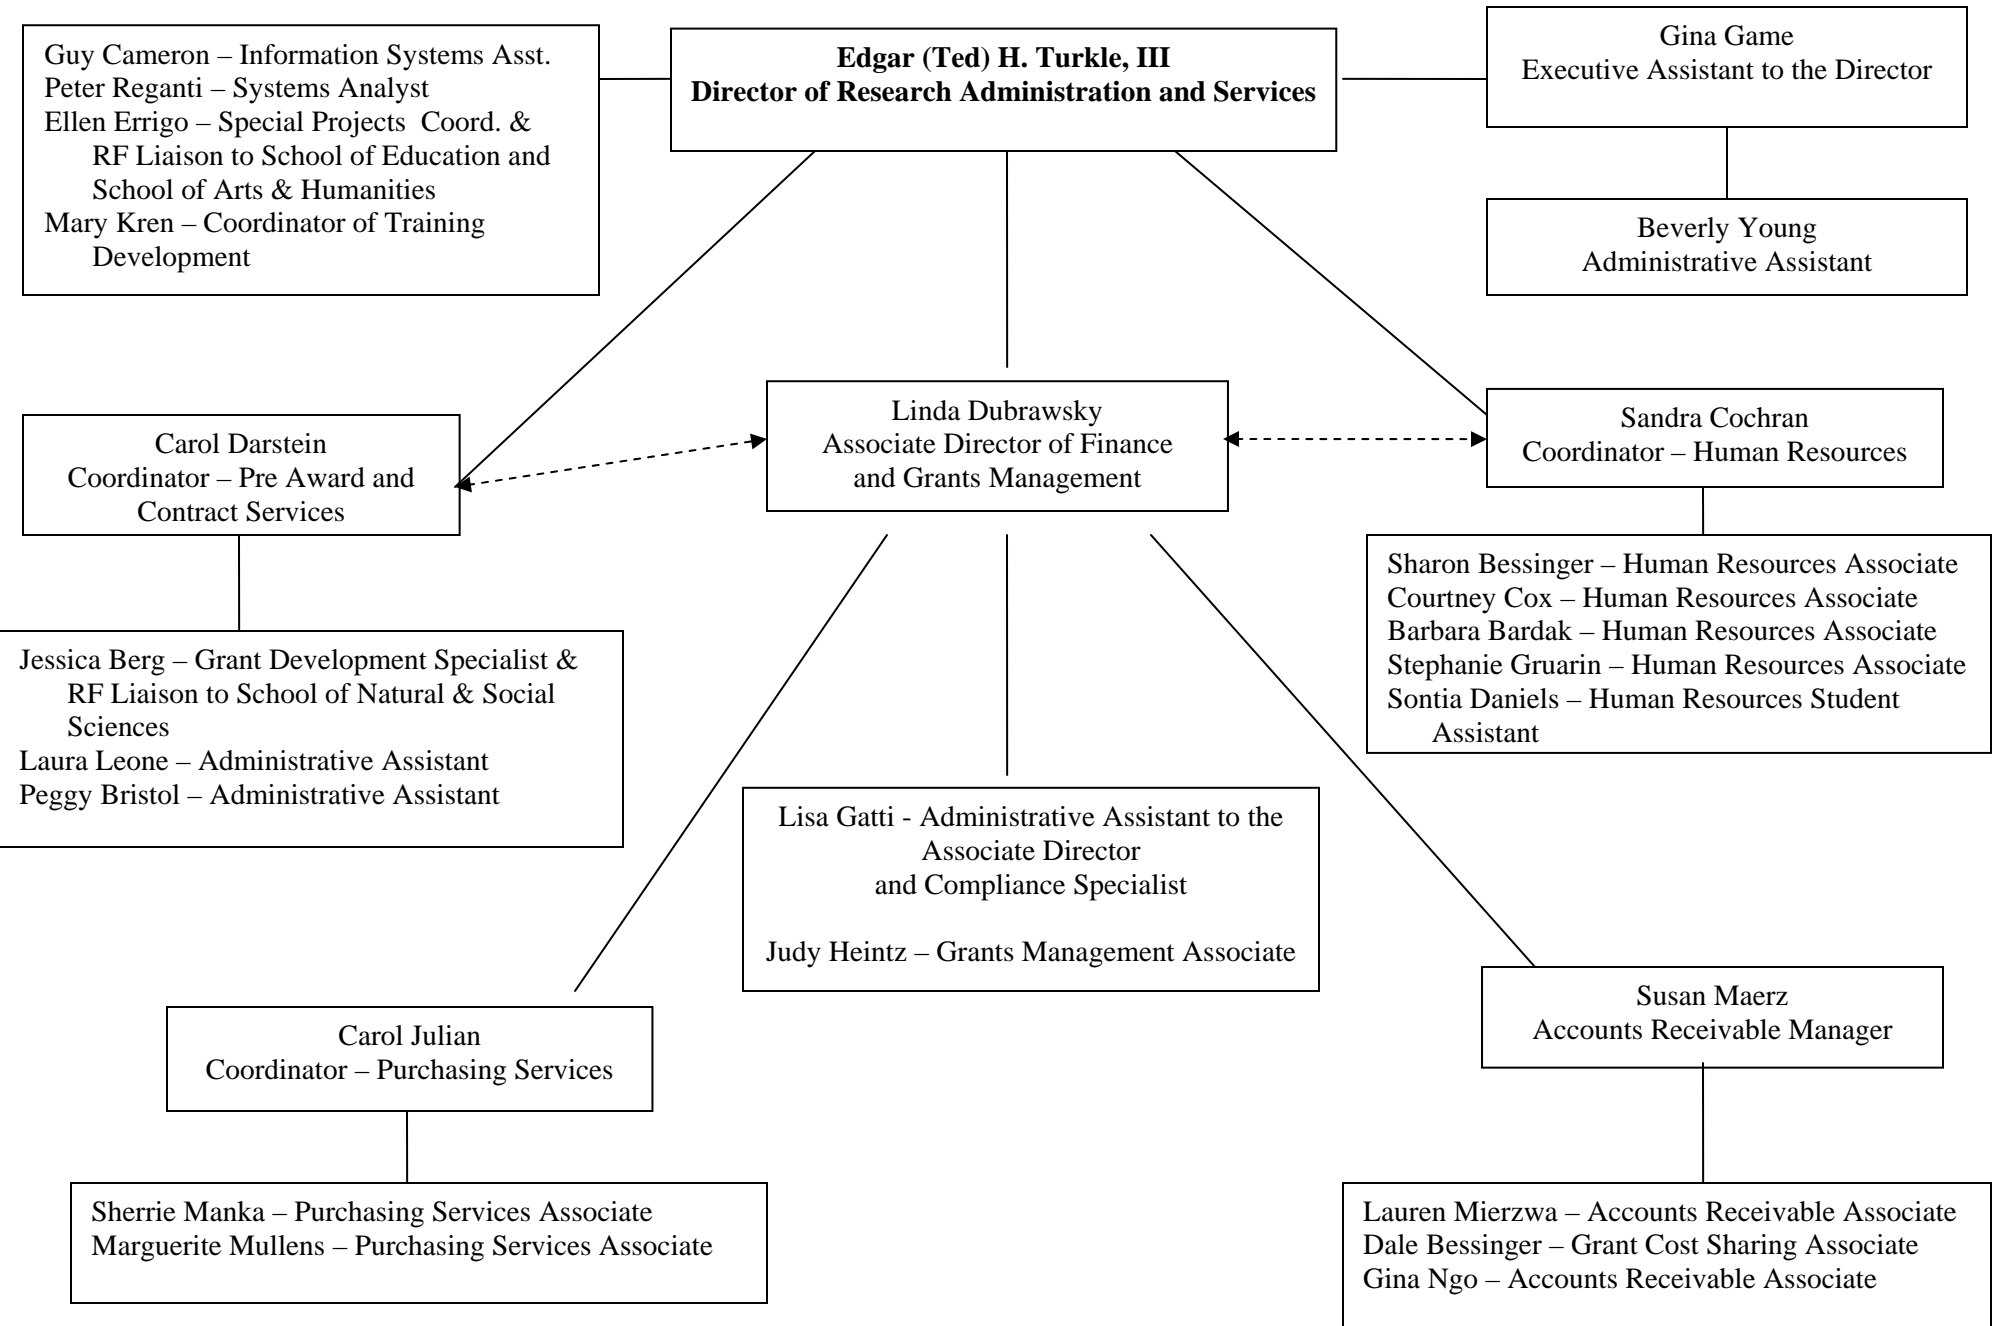 Guy Cameron – Information Systems Asst.
Peter Reganti – Systems Analyst
Ellen Errigo – Special Projects  Coord. &
RF Liaison to School of Education and
School of Arts & Humanities
Mary Kren – Coordinator of Training
Development
Edgar (Ted) H. Turkle, III
Director of Research Administration and Services
Gina Game
Executive Assistant to the Director
Beverly Young
Administrative Assistant
Carol Darstein
Coordinator – Pre Award and
Contract Services
Linda Dubrawsky
Associate Director of Finance
and Grants Management
Sandra Cochran
Coordinator – Human Resources
Jessica Berg – Grant Development Specialist &
RF Liaison to School of Natural & Social
Sciences
Laura Leone – Administrative Assistant
Peggy Bristol – Administrative Assistant
Sharon Bessinger – Human Resources Associate
Courtney Cox – Human Resources Associate
Barbara Bardak – Human Resources Associate
Stephanie Gruarin – Human Resources Associate
Sontia Daniels – Human Resources Student
Assistant
Lisa Gatti - Administrative Assistant to the
Associate Director
and Compliance Specialist
Judy Heintz – Grants Management Associate
Carol Julian
Coordinator – Purchasing Services
Susan Maerz
Accounts Receivable Manager
Sherrie Manka – Purchasing Services Associate
Marguerite Mullens – Purchasing Services Associate
Lauren Mierzwa – Accounts Receivable Associate
Dale Bessinger – Grant Cost Sharing Associate
Gina Ngo – Accounts Receivable Associate